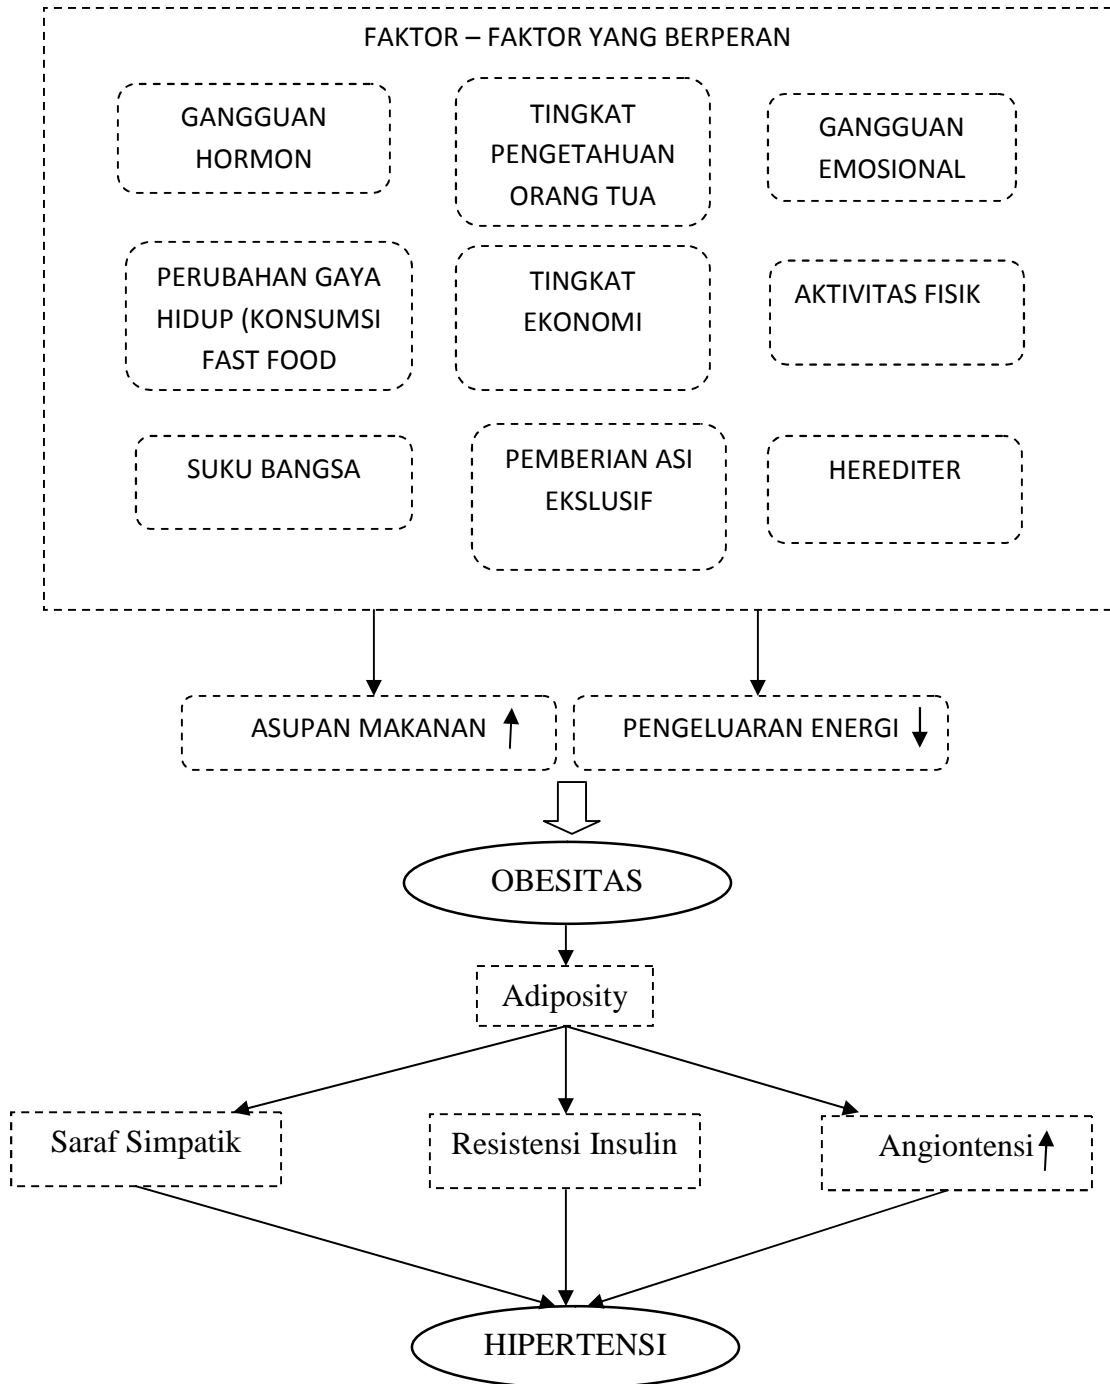 FAKTOR – FAKTOR YANG BERPERAN
GANGGUAN
HORMON
TINGKAT
PENGETAHUAN
ORANG TUA
GANGGUAN
EMOSIONAL
PERUBAHAN GAYA
HIDUP (KONSUMSI
FAST FOOD
TINGKAT
EKONOMI
AKTIVITAS FISIK
SUKU BANGSA
PEMBERIAN ASI
EKSLUSIF
HEREDITER
ASUPAN MAKANAN
PENGELUARAN ENERGI
OBESITAS
Adiposity
Saraf Simpatik
Resistensi Insulin
Angiontensi
HIPERTENSI